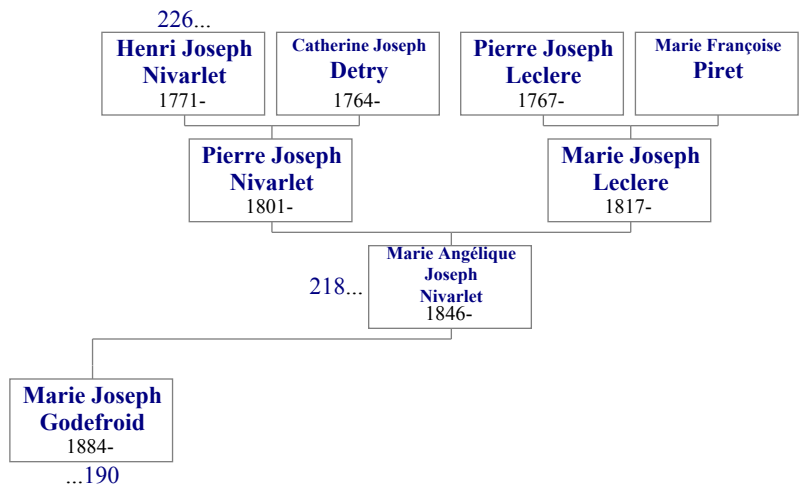 226...
Henri Joseph
Nivarlet
1771-
Catherine Joseph
Detry
1764-
Pierre Joseph
Leclere
1767-
Marie Françoise
Piret
Pierre Joseph
Nivarlet
1801-
Marie Joseph
Leclere
1817-
218...
Marie Angélique
Joseph
Nivarlet
1846-
Marie Joseph
Godefroid
1884-
...190